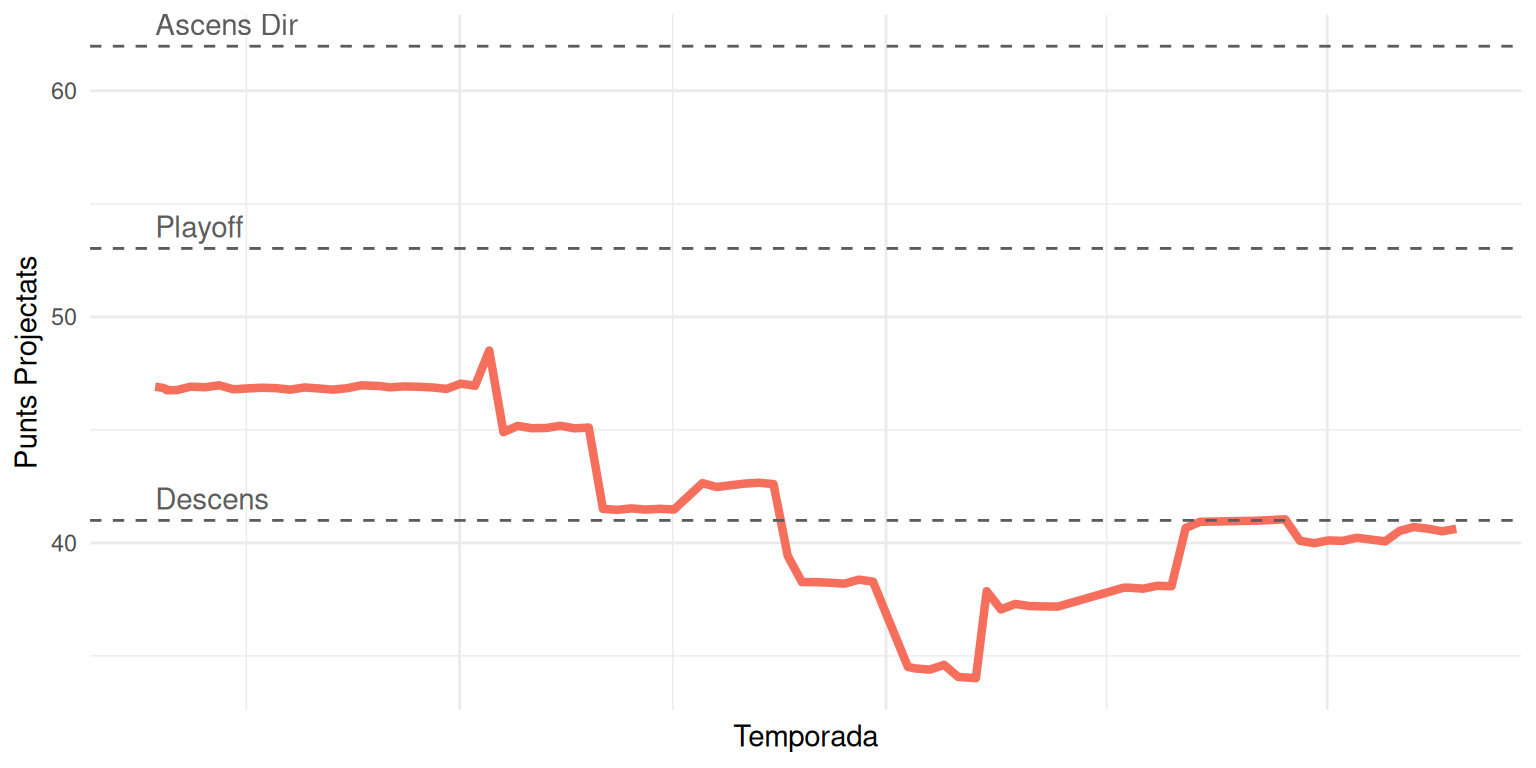 Ascens Dir
60
Playoff
50
Descens
40
Punts Projectats
Temporada